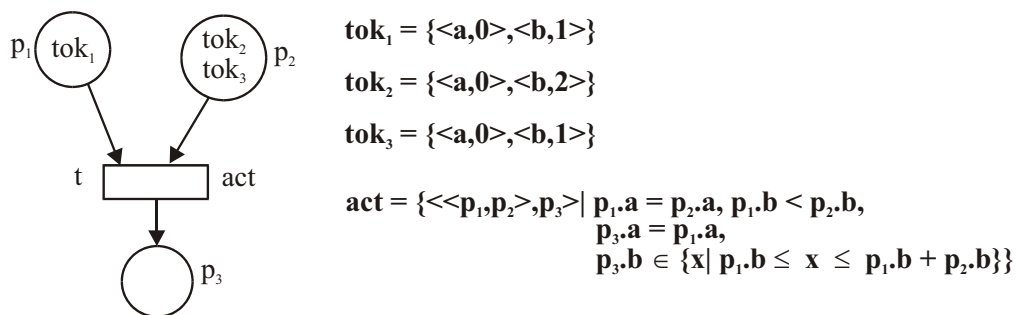 p₁ tok₁
tok₂
tok₃ p₂
t act
p₃
tok₁ = {<a,0>,<b,1>}
tok₂ = {<a,0>,<b,2>}
tok₃ = {<a,0>,<b,1>}
act = {<<p₁,p₂>,p₃>| p₁.a = p₂.a, p₁.b < p₂.b,
p₃.a = p₁.a,
p₃.b ∈ {x| p₁.b ≤ x ≤ p₁.b + p₂.b}}